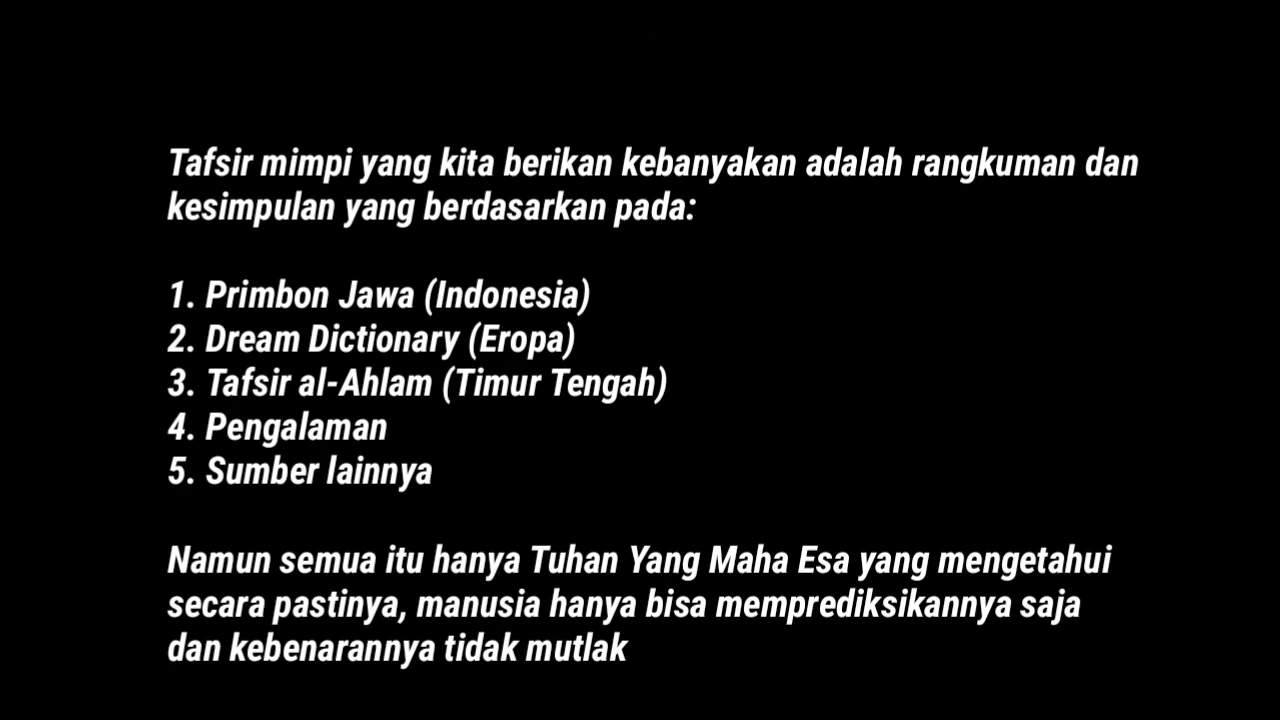 Tafsir mimpi yang kita berikan kebanyakan adalah rangkuman dan
kesimpulan yang berdasarkan pada:
1. Primbon Jawa (Indonesia)
2. Dream Dictionary (Eropa)
3. Tafsir al-Ahlam (Timur Tengah)
4. Pengalaman
5. Sumber lainnya
Namun semua itu hanya Tuhan Yang Maha Esa yang mengetahui
secara pastinya, manusia hanya bisa memprediksikannya saja
dan kebenarannya tidak mutlak